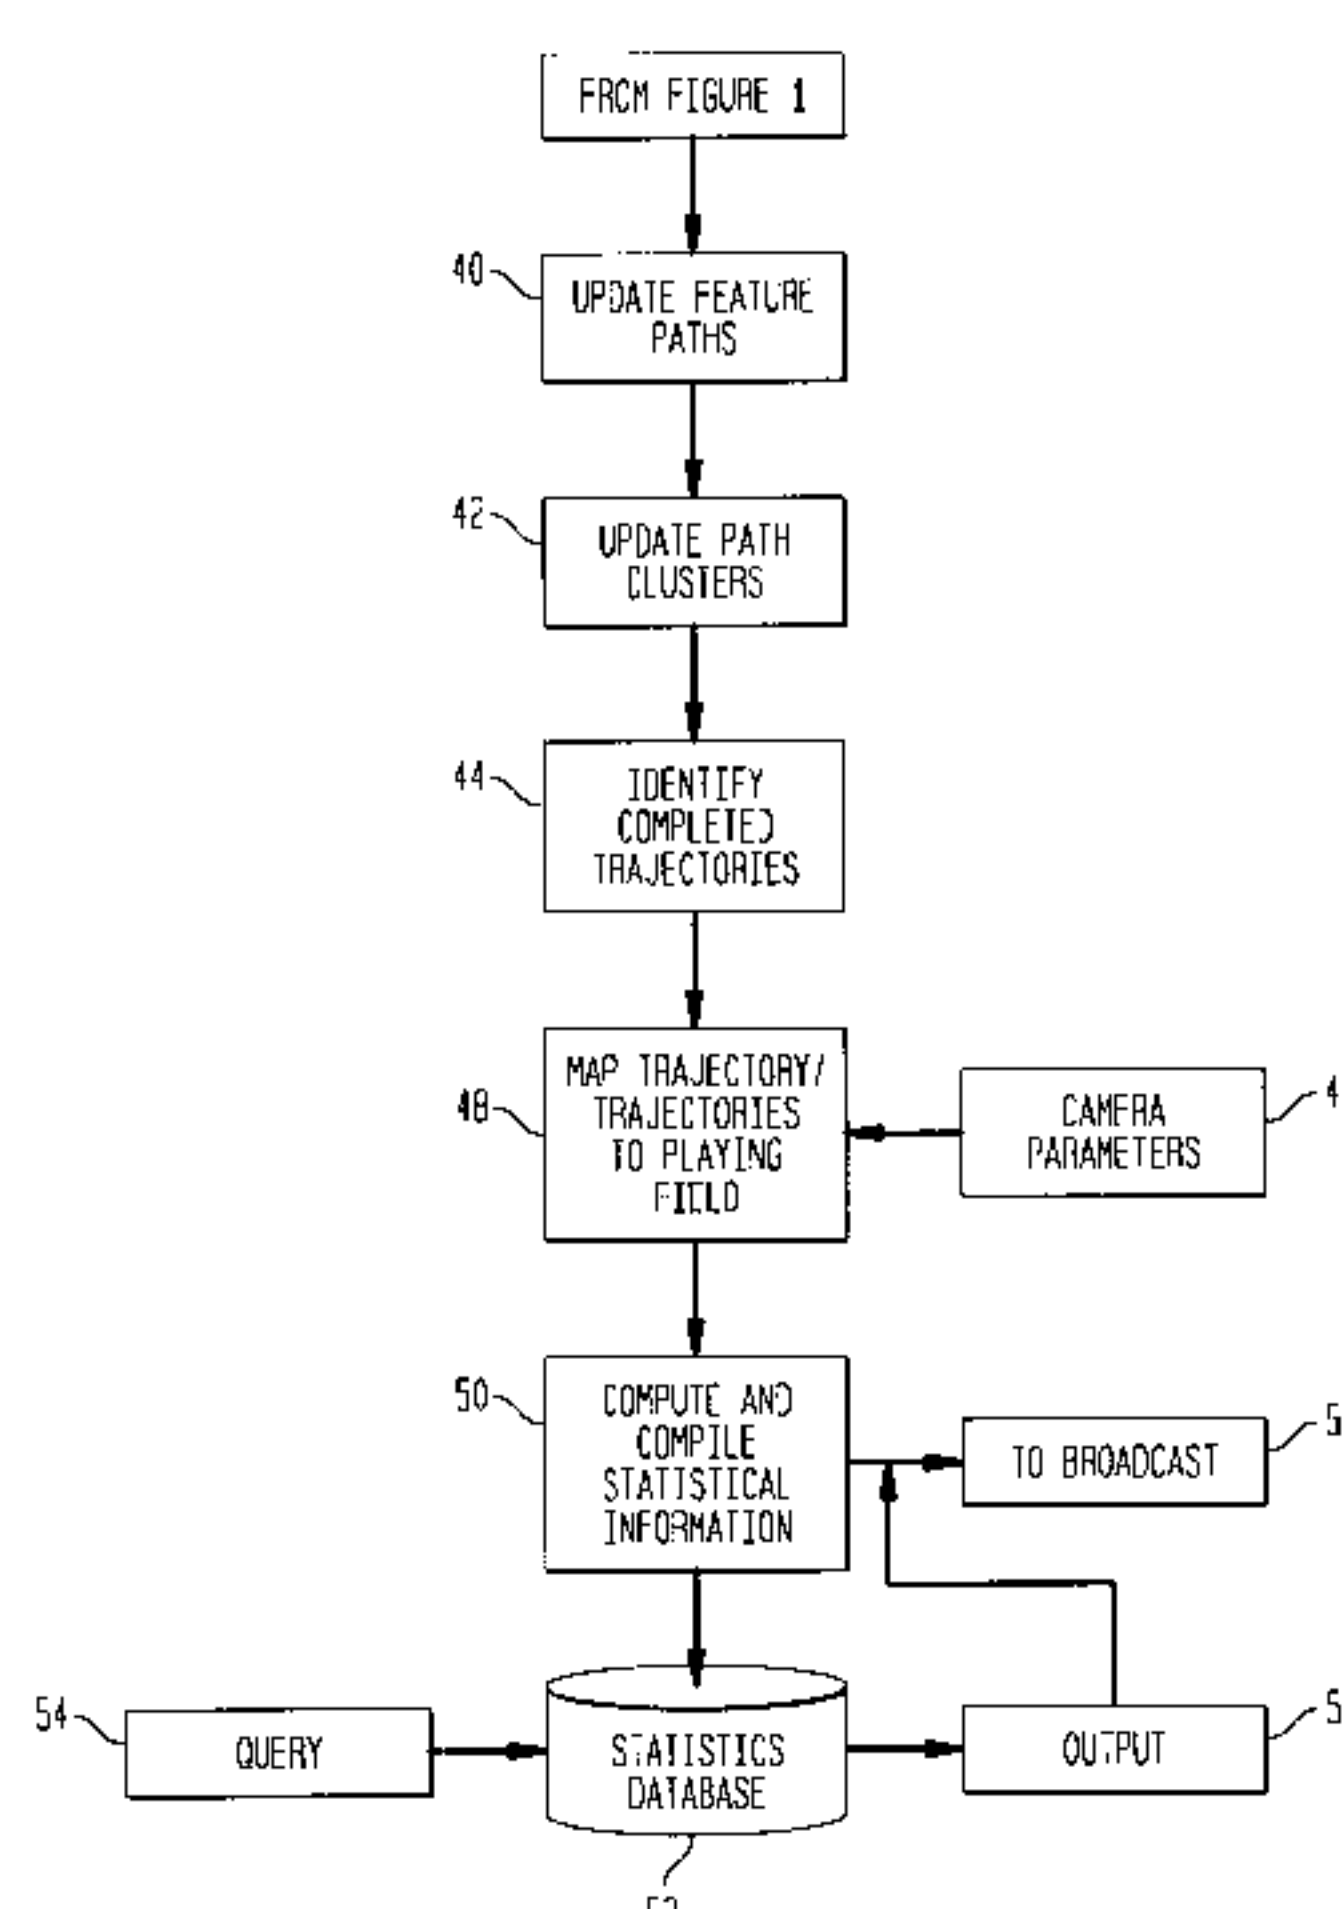 FROM FIGURE 1
40
UPDATE FEATURE
PATHS
42
UPDATE PATH
CLUSTERS
44
IDENTIFY
COMPLETED
TRAJECTORIES
48
MAP TRAJECTORY/
TRAJECTORIES
TO PLAYING
FIELD
CAMERA
PARAMETERS
50
COMPUTE AND
COMPILE
STATISTICAL
INFORMATION
TO BROADCAST
54
QUERY
STATISTICS
DATABASE
OUTPUT